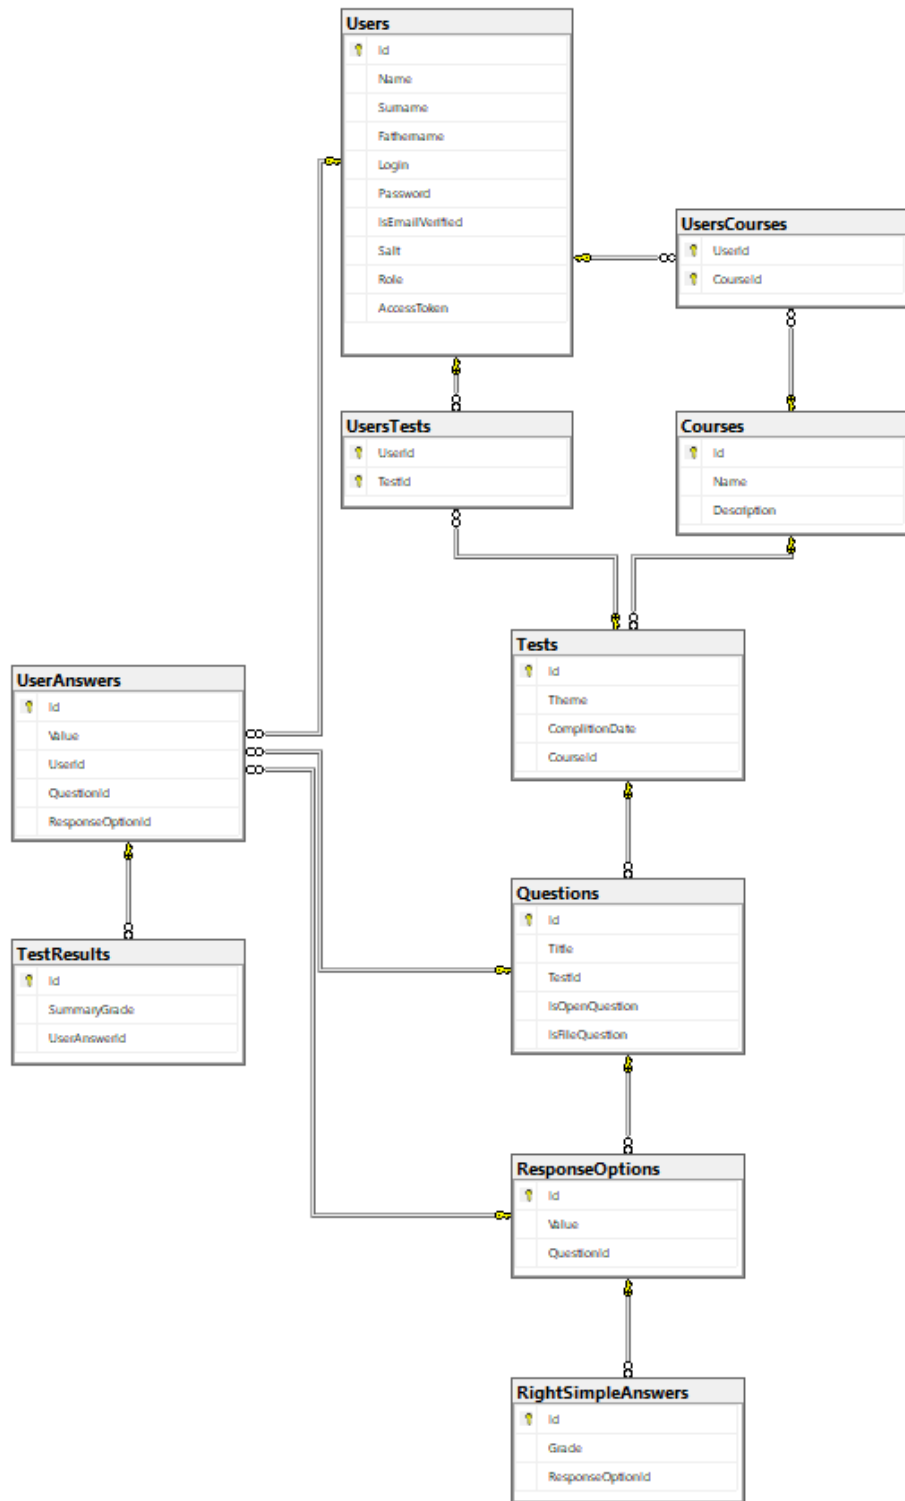 Users
Id
Name
Surname
Fathername
Login
Password
IsEmailVerified
Salt
Role
AccessToken
UsersCourses
UserId
CourseId
UsersTests
UserId
TestId
Courses
Id
Name
Description
Tests
Id
Theme
ComplitionDate
CourseId
UserAnswers
Id
Value
UserId
QuestionId
ResponseOptionId
Questions
Id
Title
TestId
IsOpenQuestion
IsFileQuestion
TestResults
Id
SummaryGrade
UserAnswerId
ResponseOptions
Id
Value
QuestionId
RightSimpleAnswers
Id
Grade
ResponseOptionId